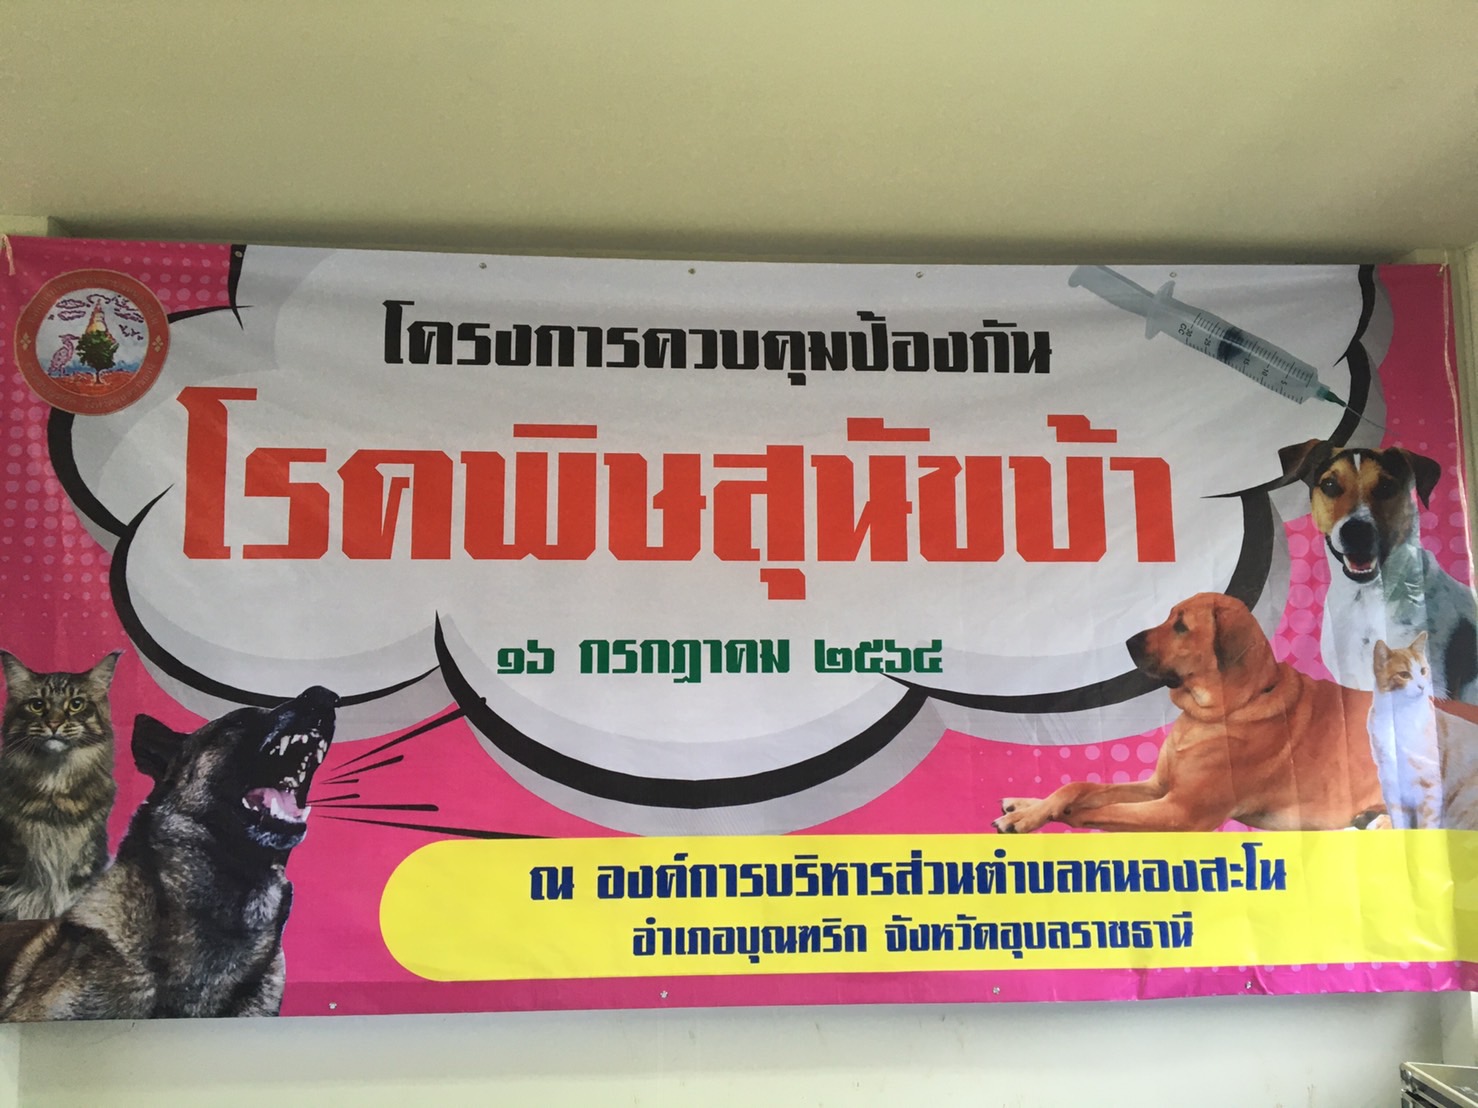 โครงการควบคุมป้องกัน
โรคพิษสุนัขบ้า
๑๖ กรกฎาคม ๒๕๖๔
ณ องค์การบริหารส่วนตำบลหนองสะโน
อำเภอบุณฑริก จังหวัดอุบลราชธานี